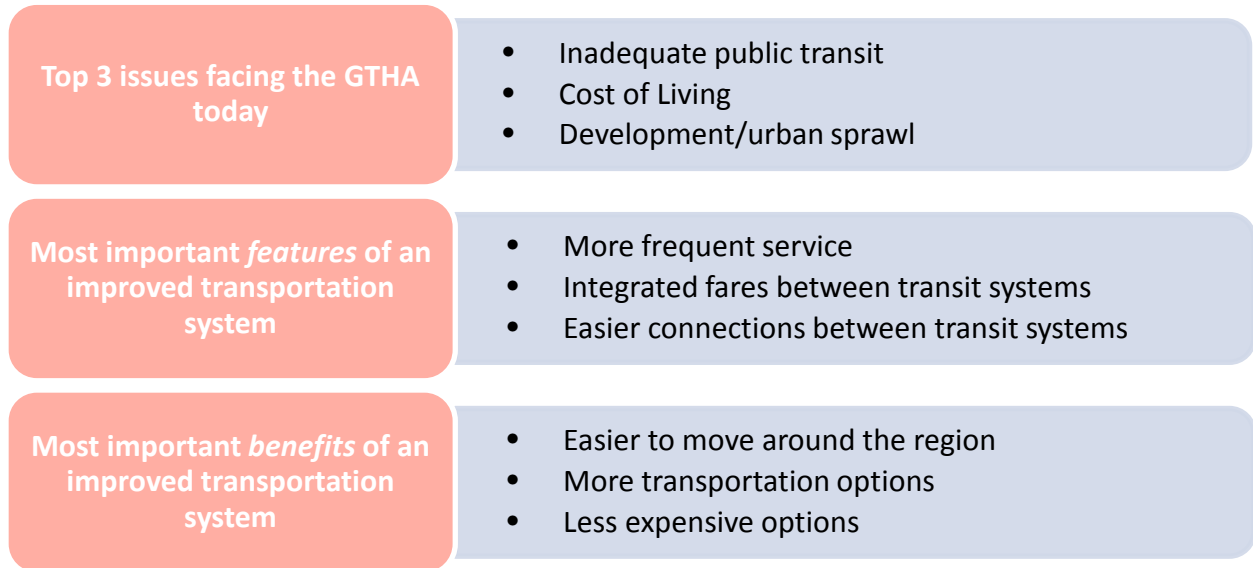 Top 3 issues facing the GTHA
today
• Inadequate public transit
• Cost of Living
• Development/urban sprawl
Most important features of an
improved transportation
system
• More frequent service
• Integrated fares between transit systems
• Easier connections between transit systems
Most important benefits of an
improved transportation
system
• Easier to move around the region
• More transportation options
• Less expensive options